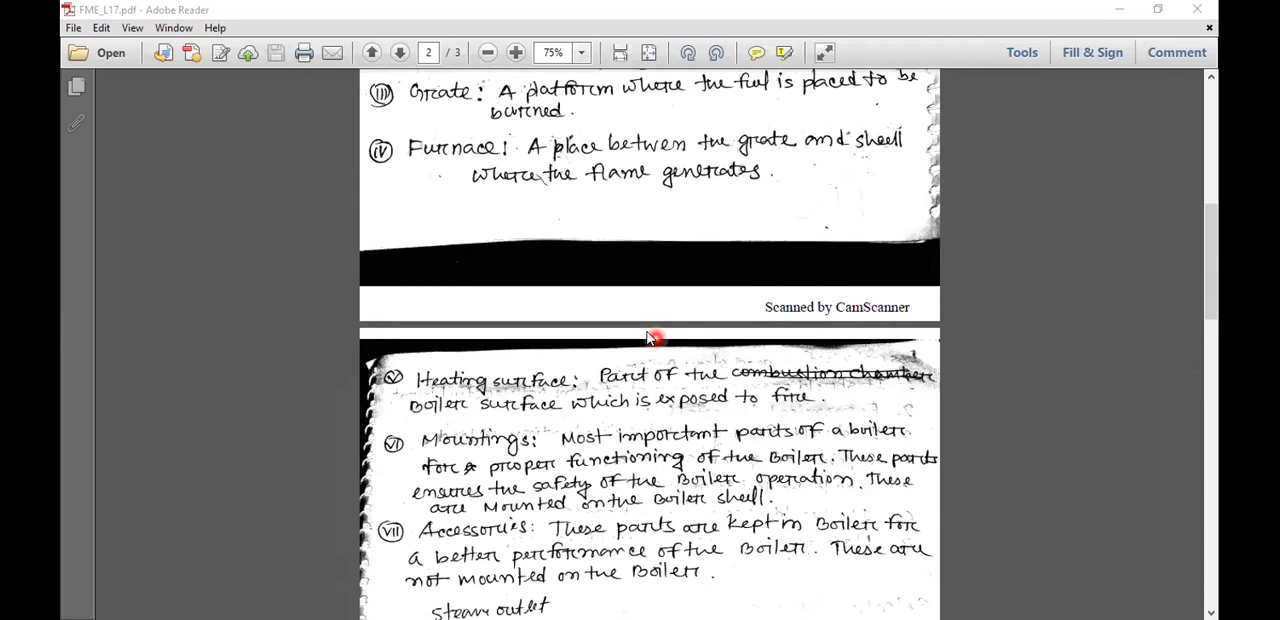 FME_L17.pdf - Adobe Reader
File Edit View Window Help
Open 2 / 3 75% Tools Fill & Sign Comment
(III) Grate: A platform where the fuel is placed to be
burned.
(iv) Furnace: A place between the grate and shell
where the flame generates.
Scanned by CamScanner
(v) Heating surface: Part of the combustion chamber
Boiler surface which is exposed to fire.
(VI) Mountings: Most important parts of a boiler
for a proper functioning of the Boiler. These parts
ensures the safety of the Boiler operation. These
are Mounted on the Boiler shell.
(VII) Accessories: These parts are kept in Boiler for
a better performance of the Boiler. These are
not mounted on the Boiler.
Steam outlet